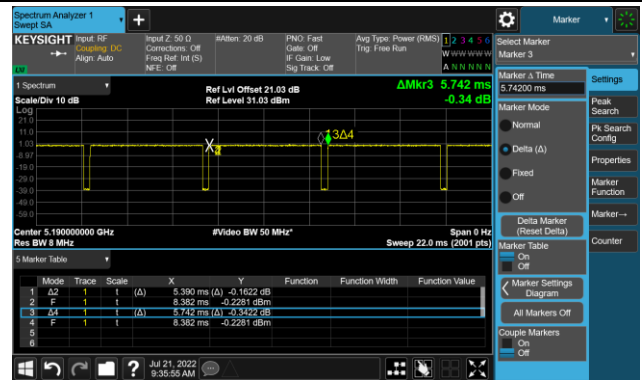 Spectrum Analyzer 1
Swept SA
+
Marker
KEYSIGHT
Input: RF
Coupling: DC
Align: Auto
Input Z: 50 Ω
Corrections: Off
Freq Ref: Int (S)
NFE: Off
#Atten: 20 dB
PNO: Fast
Gate: Off
IF Gain: Low
Sig Track: Off
Avg Type: Power (RMS)
Trig: Free Run
1 2 3 4 5 6
W W W W W W
A N N N N N
Select Marker
Marker 3
1 Spectrum
Scale/Div 10 dB
Ref Lvl Offset 21.03 dB
Ref Level 31.03 dBm
ΔMkr3 5.742 ms
-0.34 dB
Log
21.0
11.0
1.03
-8.97
-19.0
-29.0
-39.0
-49.0
-59.0
X
13Δ4
Center 5.190000000 GHz
Res BW 8 MHz
#Video BW 50 MHz*
Span 0 Hz
Sweep 22.0 ms (2001 pts)
5 Marker Table
Mode Trace Scale X Y Function Function Width Function Value
1 Δ2 1 t (Δ) 5.390 ms (Δ) -0.1622 dB
2 F 1 t 8.382 ms -0.2281 dBm
3 Δ4 1 t (Δ) 5.742 ms (Δ) -0.3422 dB
4 F 1 t 8.382 ms -0.2281 dBm
5
6
Marker Δ Time
5.74200 ms
Marker Mode
Normal
Delta (Δ)
Fixed
Off
Delta Marker
(Reset Delta)
Marker Table
On
Off
Marker Settings
Diagram
All Markers Off
Couple Markers
On
Off
Settings
Peak
Search
Pk Search
Config
Properties
Marker
Function
Marker→
Counter
?
Jul 21, 2022
9:35:55 AM